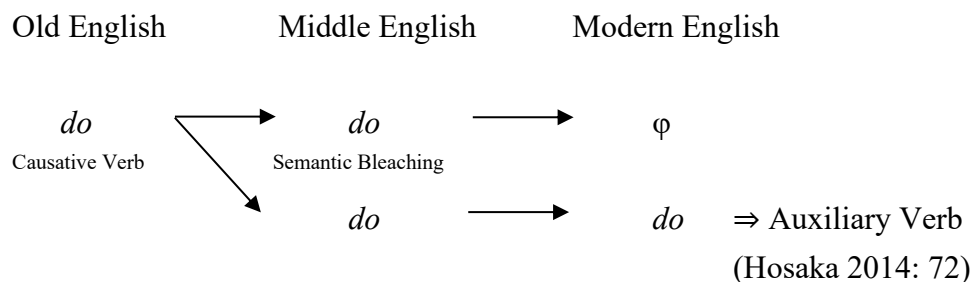 Old English Middle English Modern English
do do φ
Causative Verb Semantic Bleaching
do do ⇒ Auxiliary Verb
(Hosaka 2014: 72)